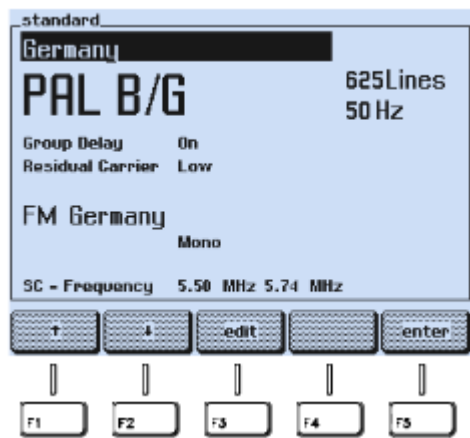 standard
Germany
PAL B/G 625Lines
50 Hz
Group Delay On
Residual Carrier Low
FM Germany
Mono
SC - Frequency 5.50 MHz 5.74 MHz
↑ ↓ edit enter
F1 F2 F3 F4 F5